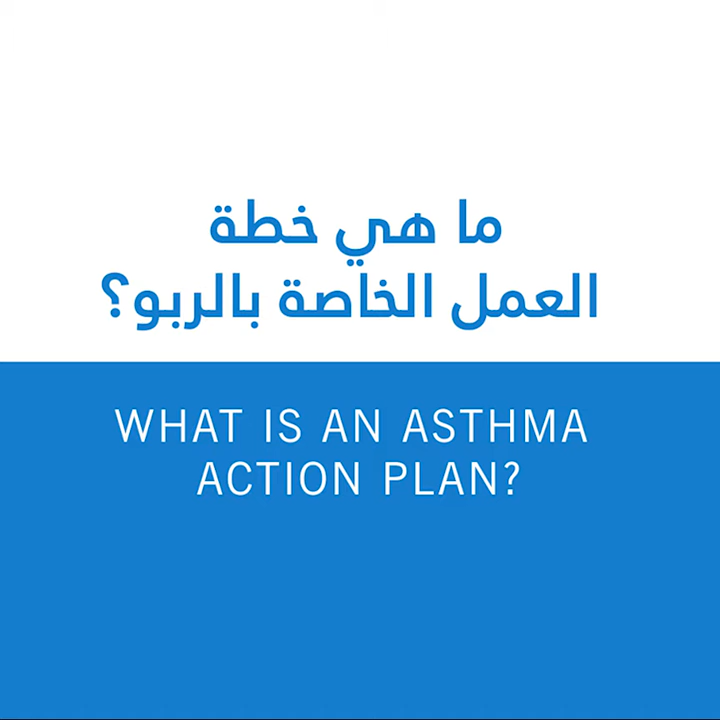 ما هي خطة
العمل الخاصة بالربو؟
WHAT IS AN ASTHMA
ACTION PLAN?